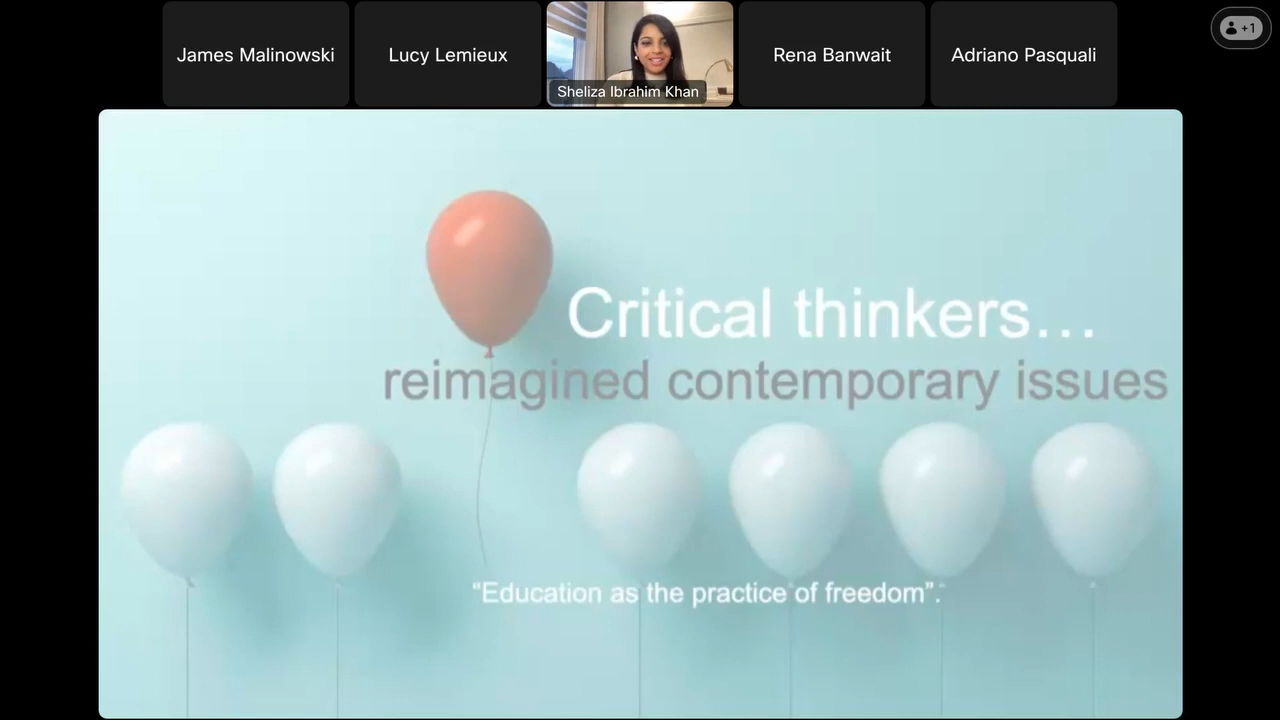 James Malinowski
Lucy Lemieux
Sheliza Ibrahim Khan
Rena Banwait
Adriano Pasquali
+1
Critical thinkers…
reimagined contemporary issues
“Education as the practice of freedom”.